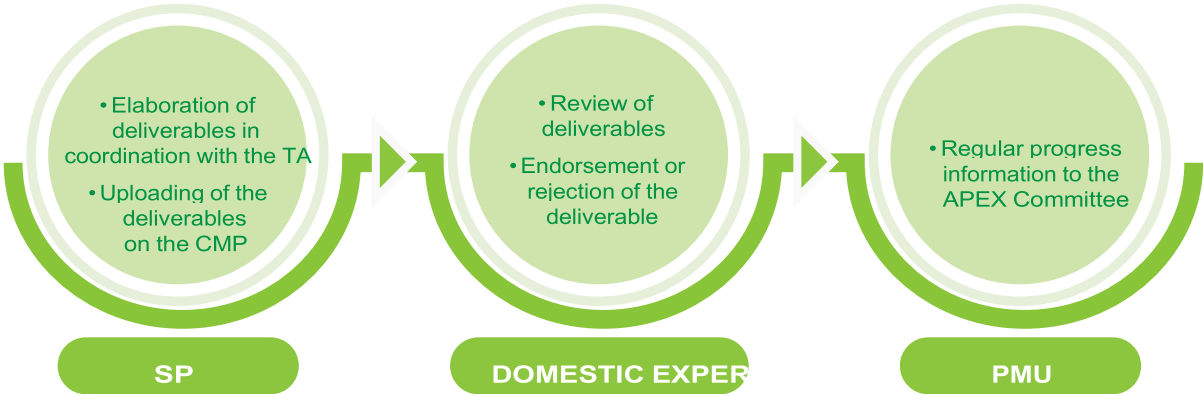 • Elaboration of
deliverables in
coordination with the TA
• Uploading of the
deliverables
on the CMP
SP
• Review of
deliverables
• Endorsement or
rejection of the
deliverable
DOMESTIC EXPER
• Regular progress
information to the
APEX Committee
PMU